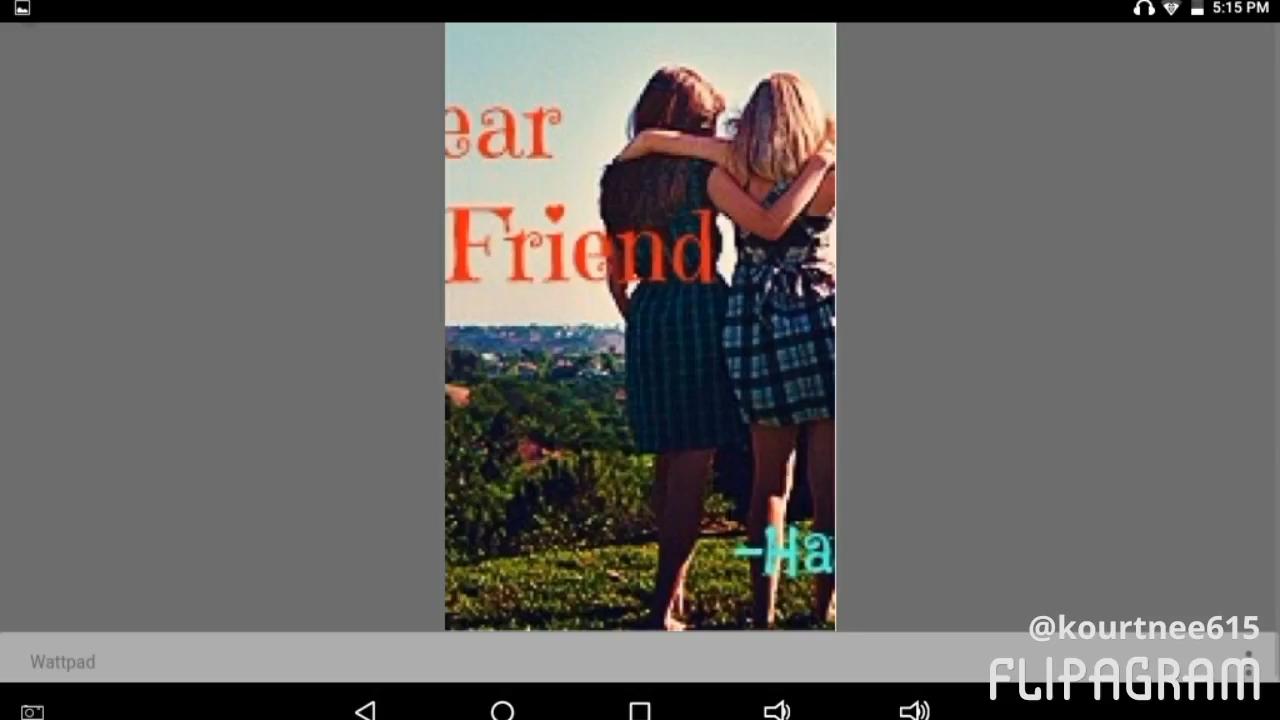 5:15 PM
ear
Friend
-Ha
@kourtnee615
Wattpad
FLIPAGRAM